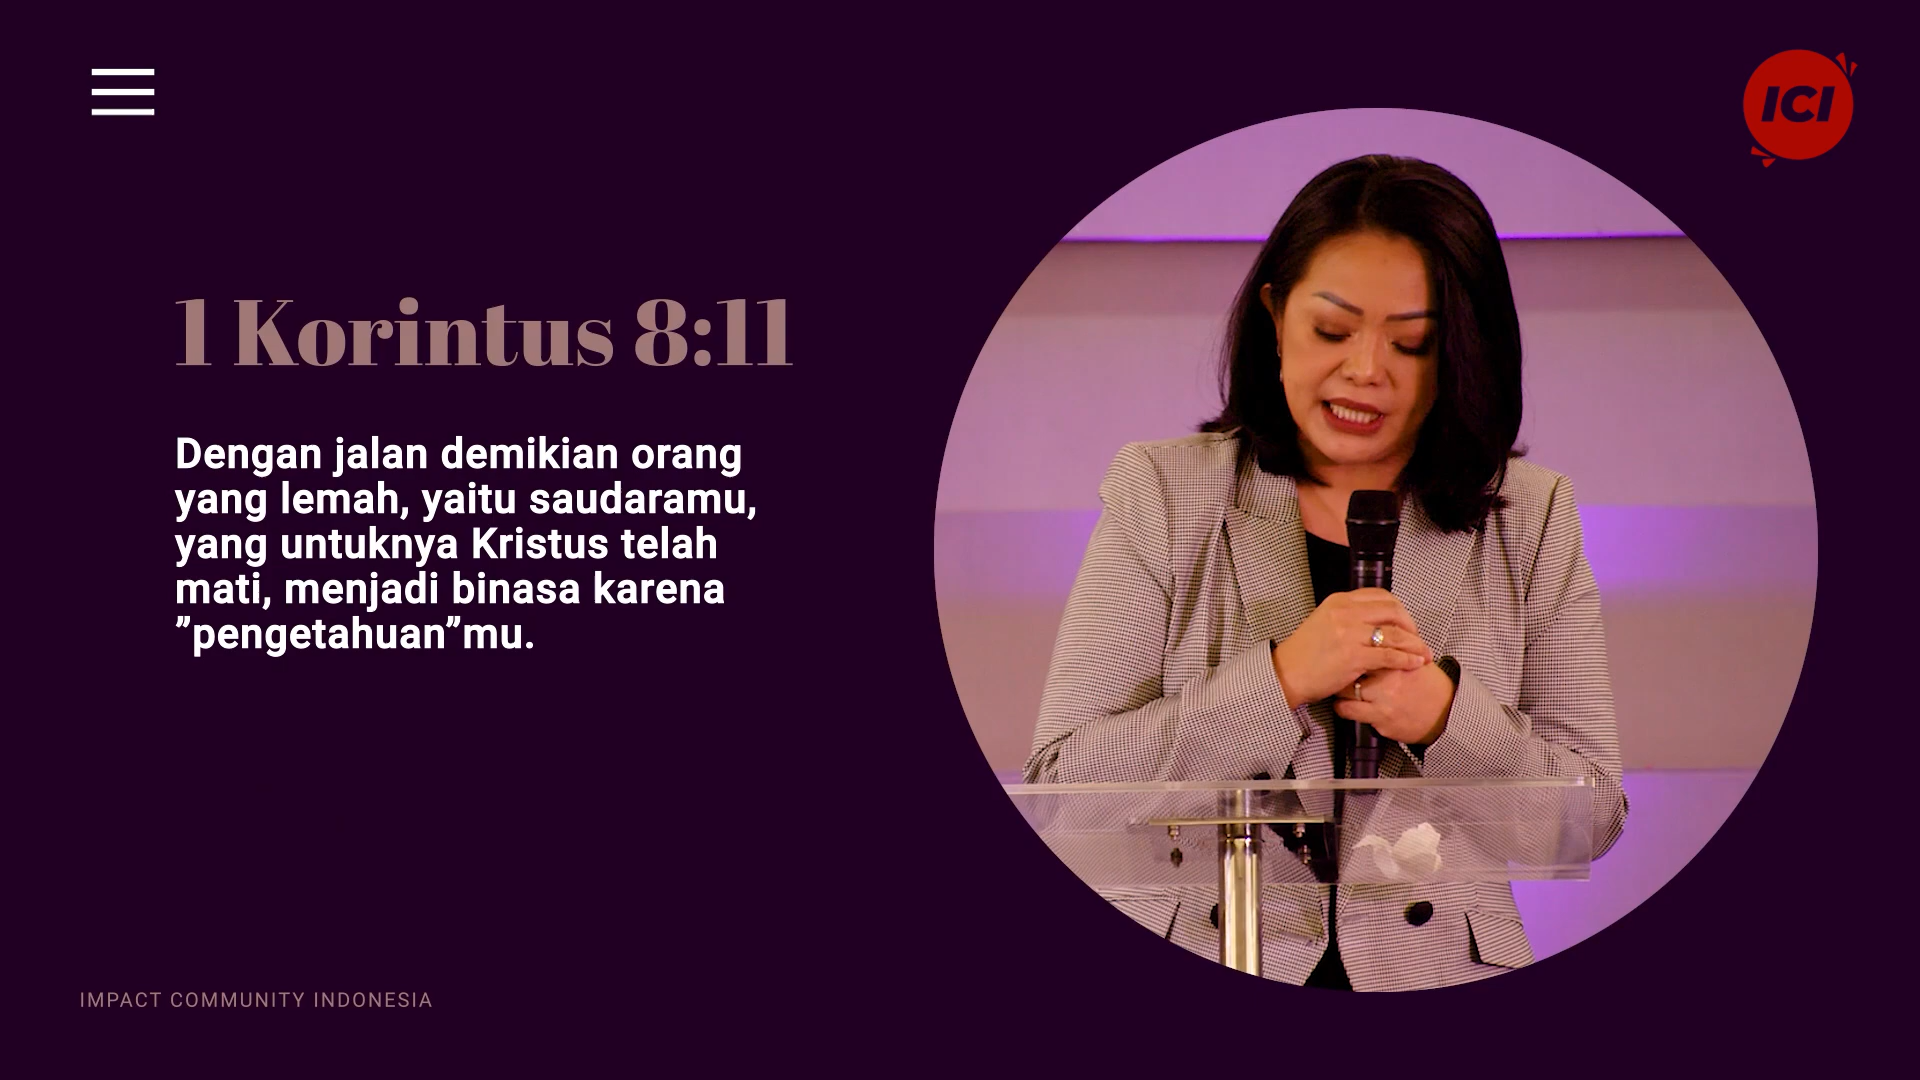 ICI
1 Korintus 8:11
Dengan jalan demikian orang
yang lemah, yaitu saudaramu,
yang untuknya Kristus telah
mati, menjadi binasa karena
”pengetahuan”mu.
IMPACT COMMUNITY INDONESIA